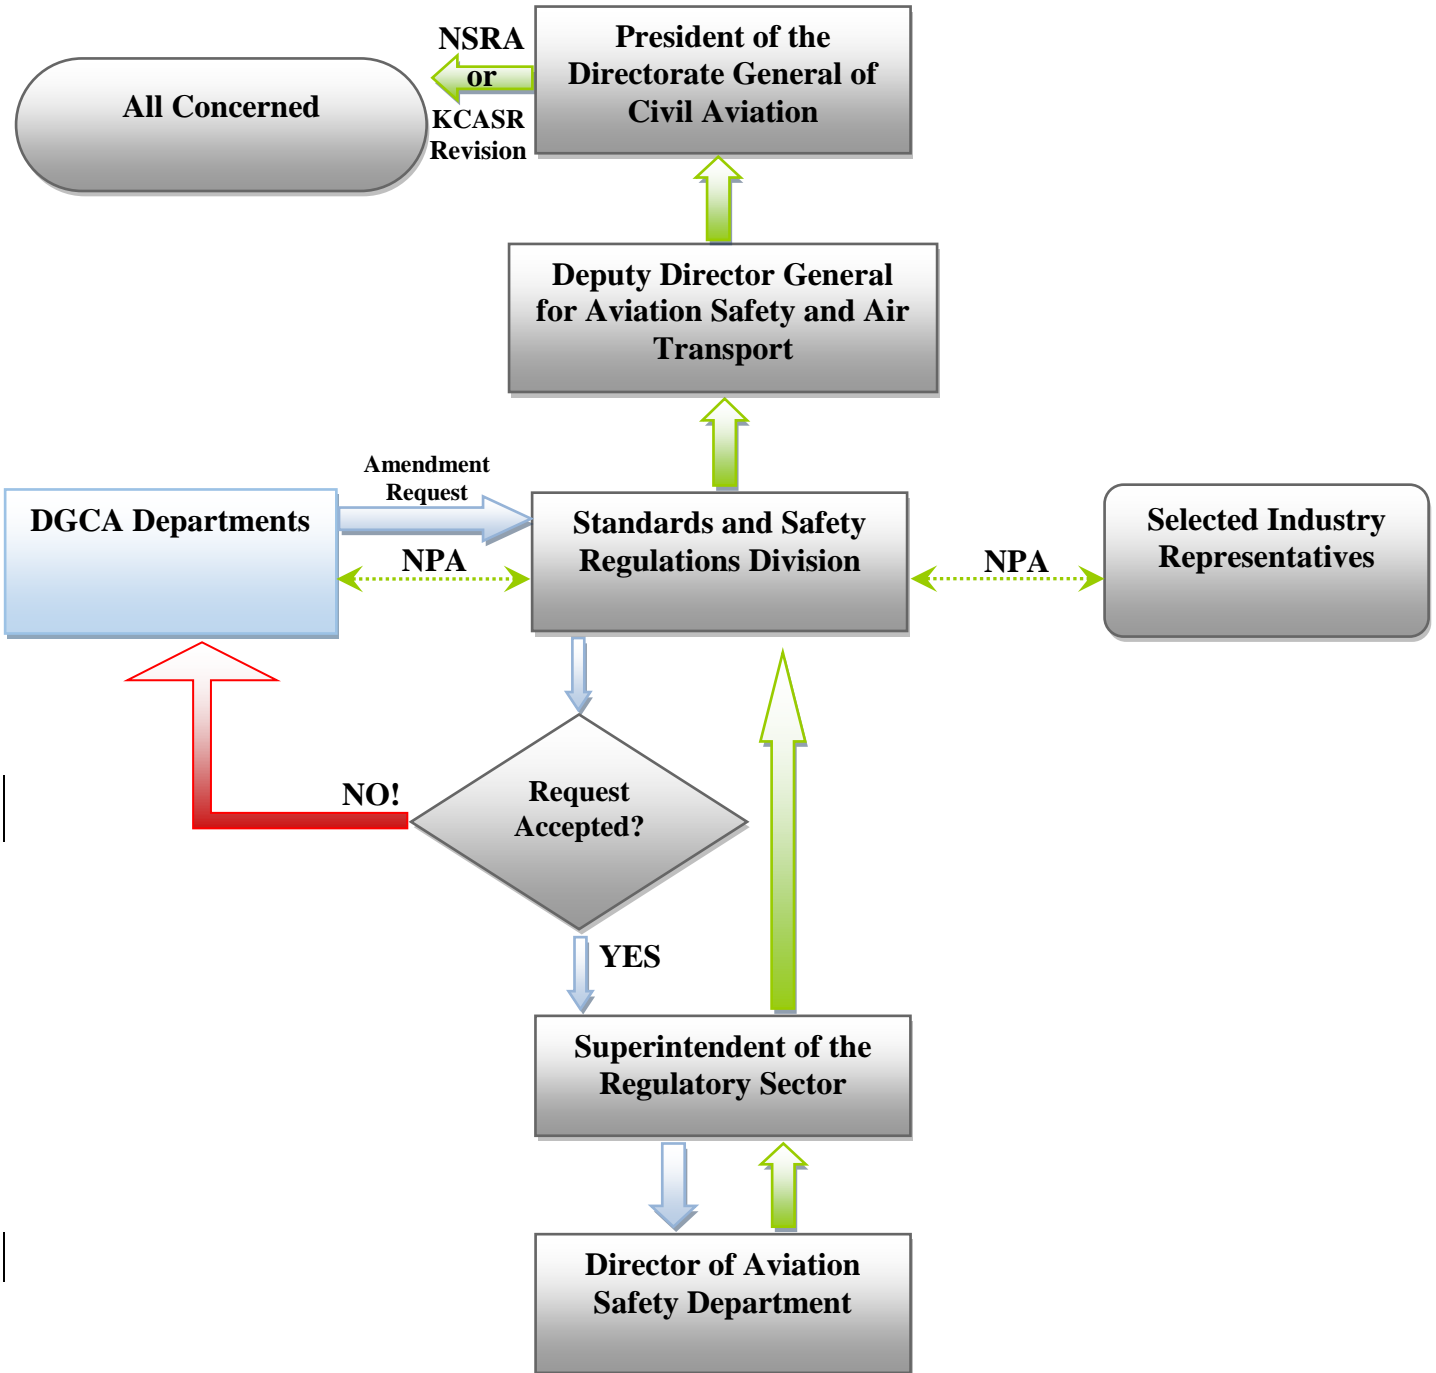 President of the
Directorate General of
Civil Aviation
NSRA
or
KCASR
Revision
All Concerned
Deputy Director General
for Aviation Safety and Air
Transport
Amendment
Request
DGCA Departments
NPA
Standards and Safety
Regulations Division
NPA
Selected Industry
Representatives
NO!
Request
Accepted?
YES
Superintendent of the
Regulatory Sector
Director of Aviation
Safety Department